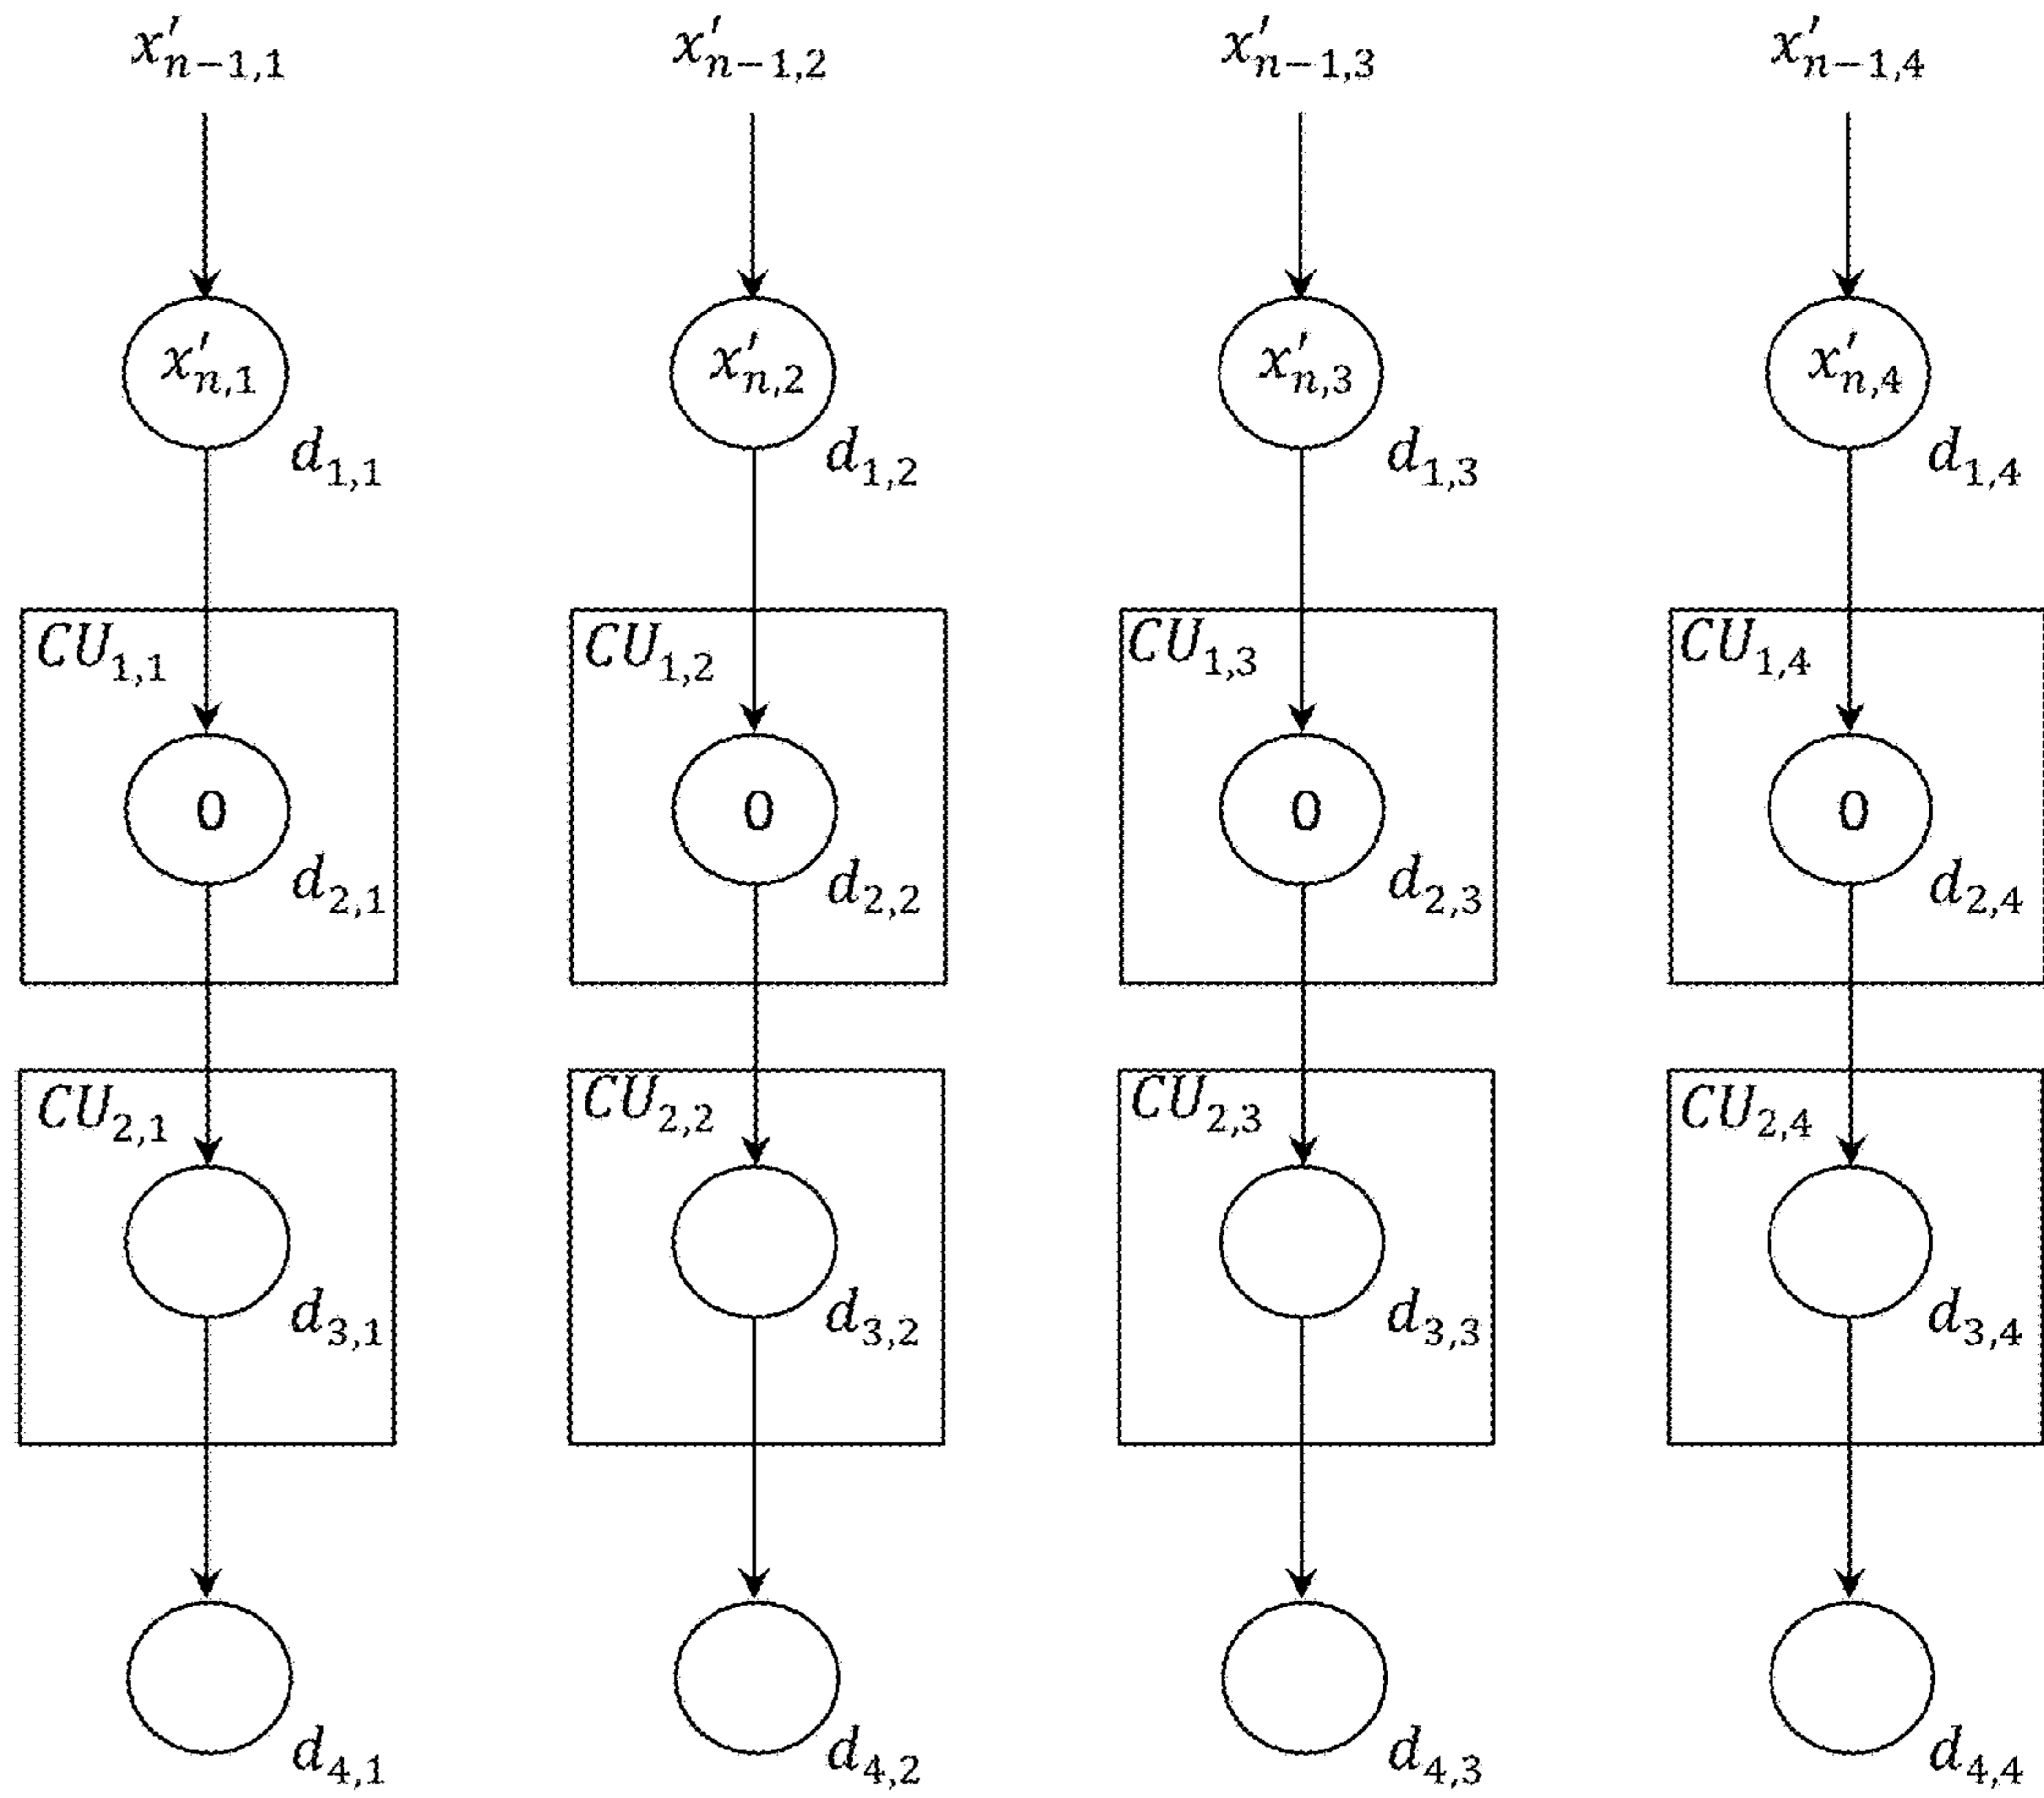 x′n−1,1 x′n−1,2 x′n−1,3 x′n−1,4
x′n,1 x′n,2 x′n,3 x′n,4
d1,1 d1,2 d1,3 d1,4
CU1,1 CU1,2 CU1,3 CU1,4
0 0 0 0
d2,1 d2,2 d2,3 d2,4
CU2,1 CU2,2 CU2,3 CU2,4
d3,1 d3,2 d3,3 d3,4
d4,1 d4,2 d4,3 d4,4